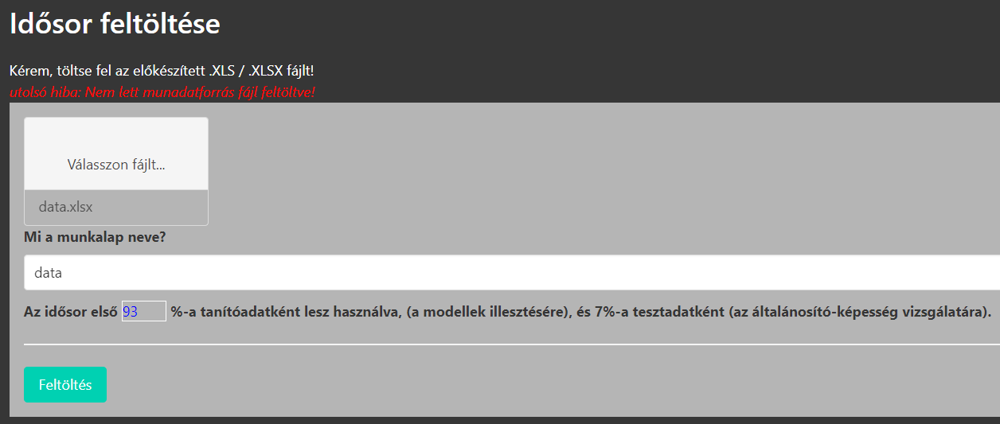 Idősor feltöltése
Kérem, töltse fel az előkészített .XLS / .XLSX fájlt!
utolsó hiba: Nem lett munadatforrás fájl feltöltve!
Válasszon fájlt...
data.xlsx
Mi a munkalap neve?
data
Az idősor első 93 %-a tanítóadatként lesz használva, (a modellek illesztésére), és 7%-a tesztadatként (az általánosító-képesség vizsgálatára).
Feltöltés